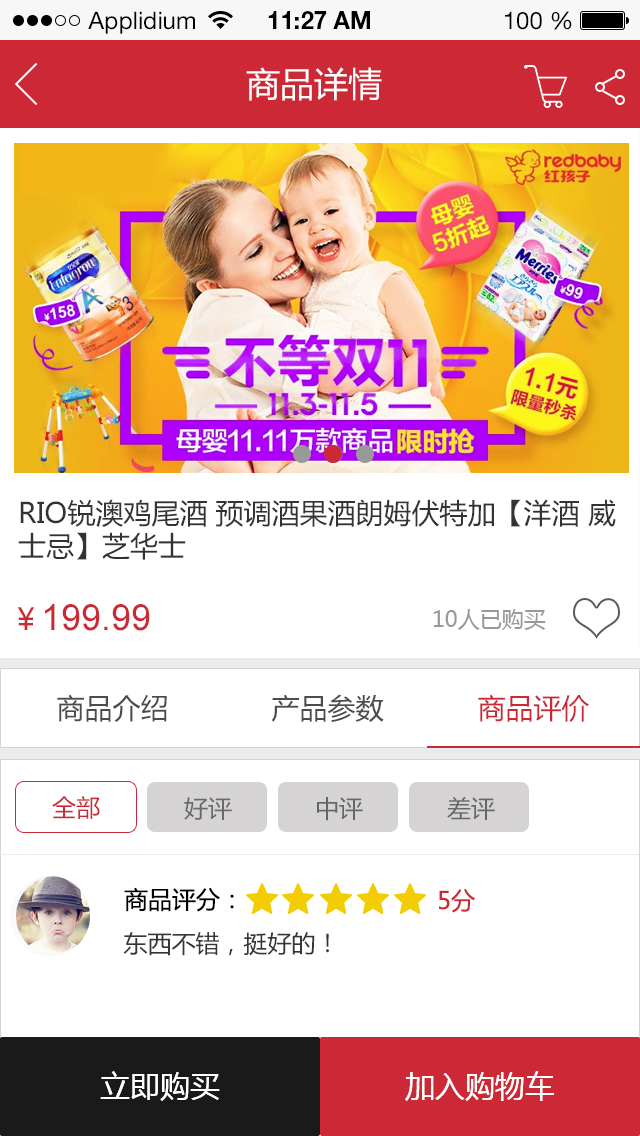 Applidium 11:27 AM 100 %
商品详情
redbaby
红孩子
母婴
5折起
Enfagrow
A+
3
¥158
Merries
¥99
不等双11
11.3-11.5
1.1元
限量秒杀
母婴11.11万款商品限时抢
RIO锐澳鸡尾酒 预调酒果酒朗姆伏特加【洋酒 威
士忌】芝华士
¥ 199.99
10人已购买
商品介绍 产品参数 商品评价
全部 好评 中评 差评
商品评分： 5分
东西不错，挺好的！
立即购买 加入购物车